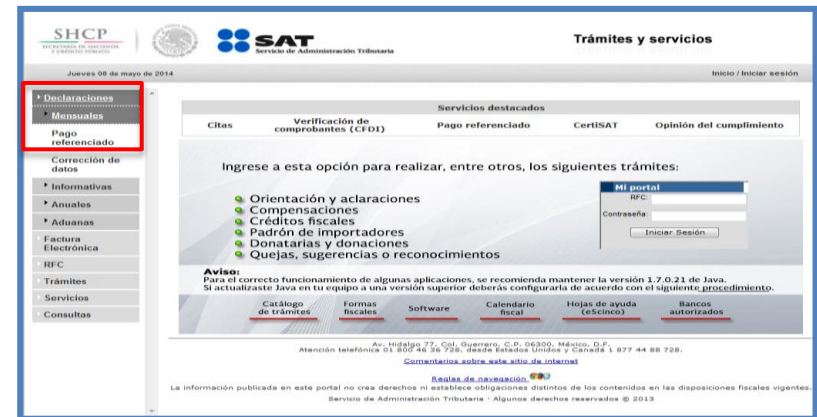 SHCP
SECRETARÍA DE HACIENDA
Y CRÉDITO PÚBLICO
SAT
Servicio de Administración Tributaria
Trámites y servicios
Jueves 08 de mayo de 2014
Inicio / Iniciar sesión
Declaraciones
Mensuales
Pago
referenciado
Corrección de
datos
Informativas
Anuales
Aduanas
Factura
Electrónica
RFC
Trámites
Servicios
Consultas
Servicios destacados
Citas
Verificación de
comprobantes (CFDI)
Pago referenciado
CertiSAT
Opinión del cumplimiento
Ingrese a esta opción para realizar, entre otros, los siguientes trámites:
Orientación y aclaraciones
Compensaciones
Créditos fiscales
Padrón de importadores
Donatarias y donaciones
Quejas, sugerencias o reconocimientos
Mi portal
RFC:
Contraseña:
Iniciar Sesión
Aviso:
Para el correcto funcionamiento de algunas aplicaciones, se recomienda mantener la versión 1.7.0.21 de Java.
Si actualizaste Java en tu equipo a una versión superior deberás configurarla de acuerdo con el siguiente procedimiento.
Catálogo
de trámites
Formas
fiscales
Software
Calendario
fiscal
Hojas de ayuda
(eScinco)
Bancos
autorizados
Av. Hidalgo 77, Col. Guerrero, C.P. 06300, México, D.F.
Atención telefónica 01 800 46 36 728, desde Estados Unidos y Canadá 1 877 44 88 728.
Comentarios sobre este sitio de internet
Reglas de navegación
La información publicada en este portal no crea derechos ni establece obligaciones distintos de los contenidos en las disposiciones fiscales vigentes.
Servicio de Administración Tributaria - Algunos derechos reservados © 2013